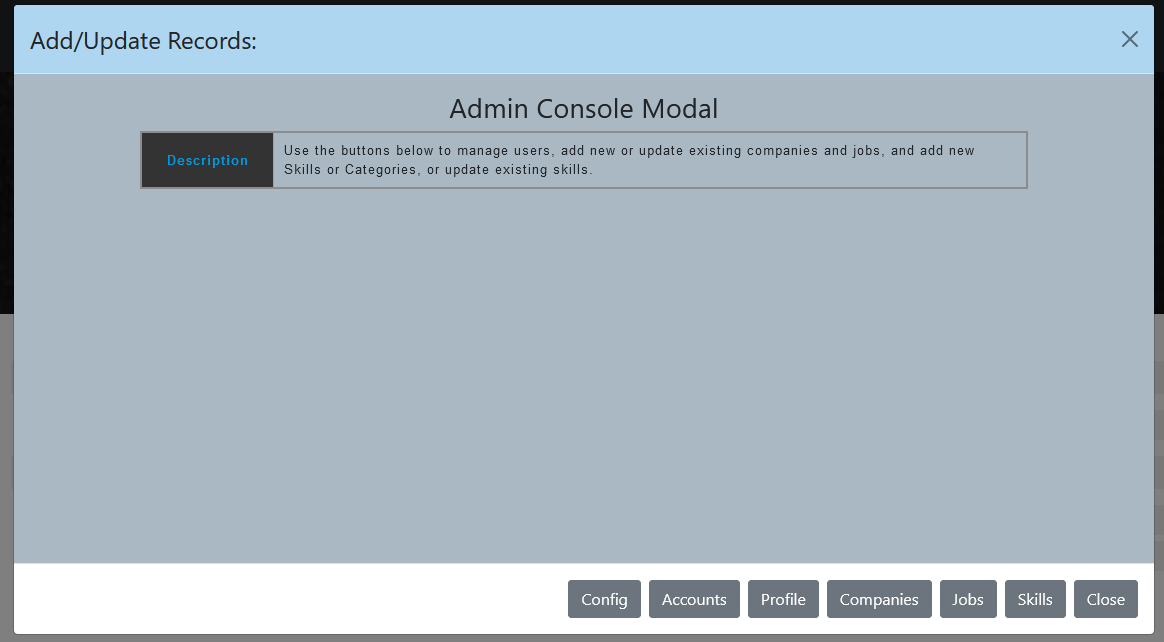 Add/Update Records:
Admin Console Modal
Description
Use the buttons below to manage users, add new or update existing companies and jobs, and add new
Skills or Categories, or update existing skills.
Config Accounts Profile Companies Jobs Skills Close